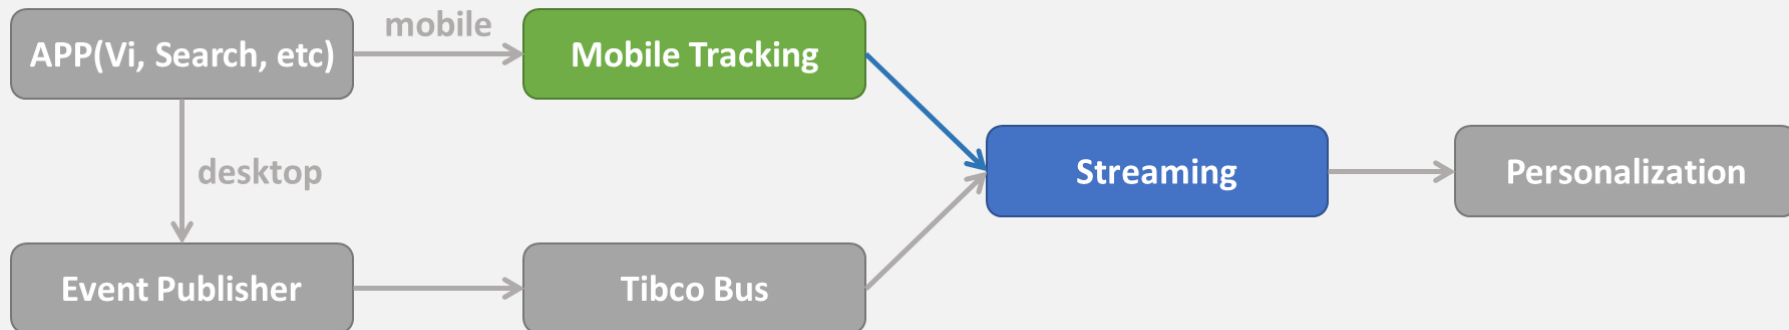 APP(Vi, Search, etc)
mobile
Mobile Tracking
desktop
Streaming
Personalization
Event Publisher
Tibco Bus